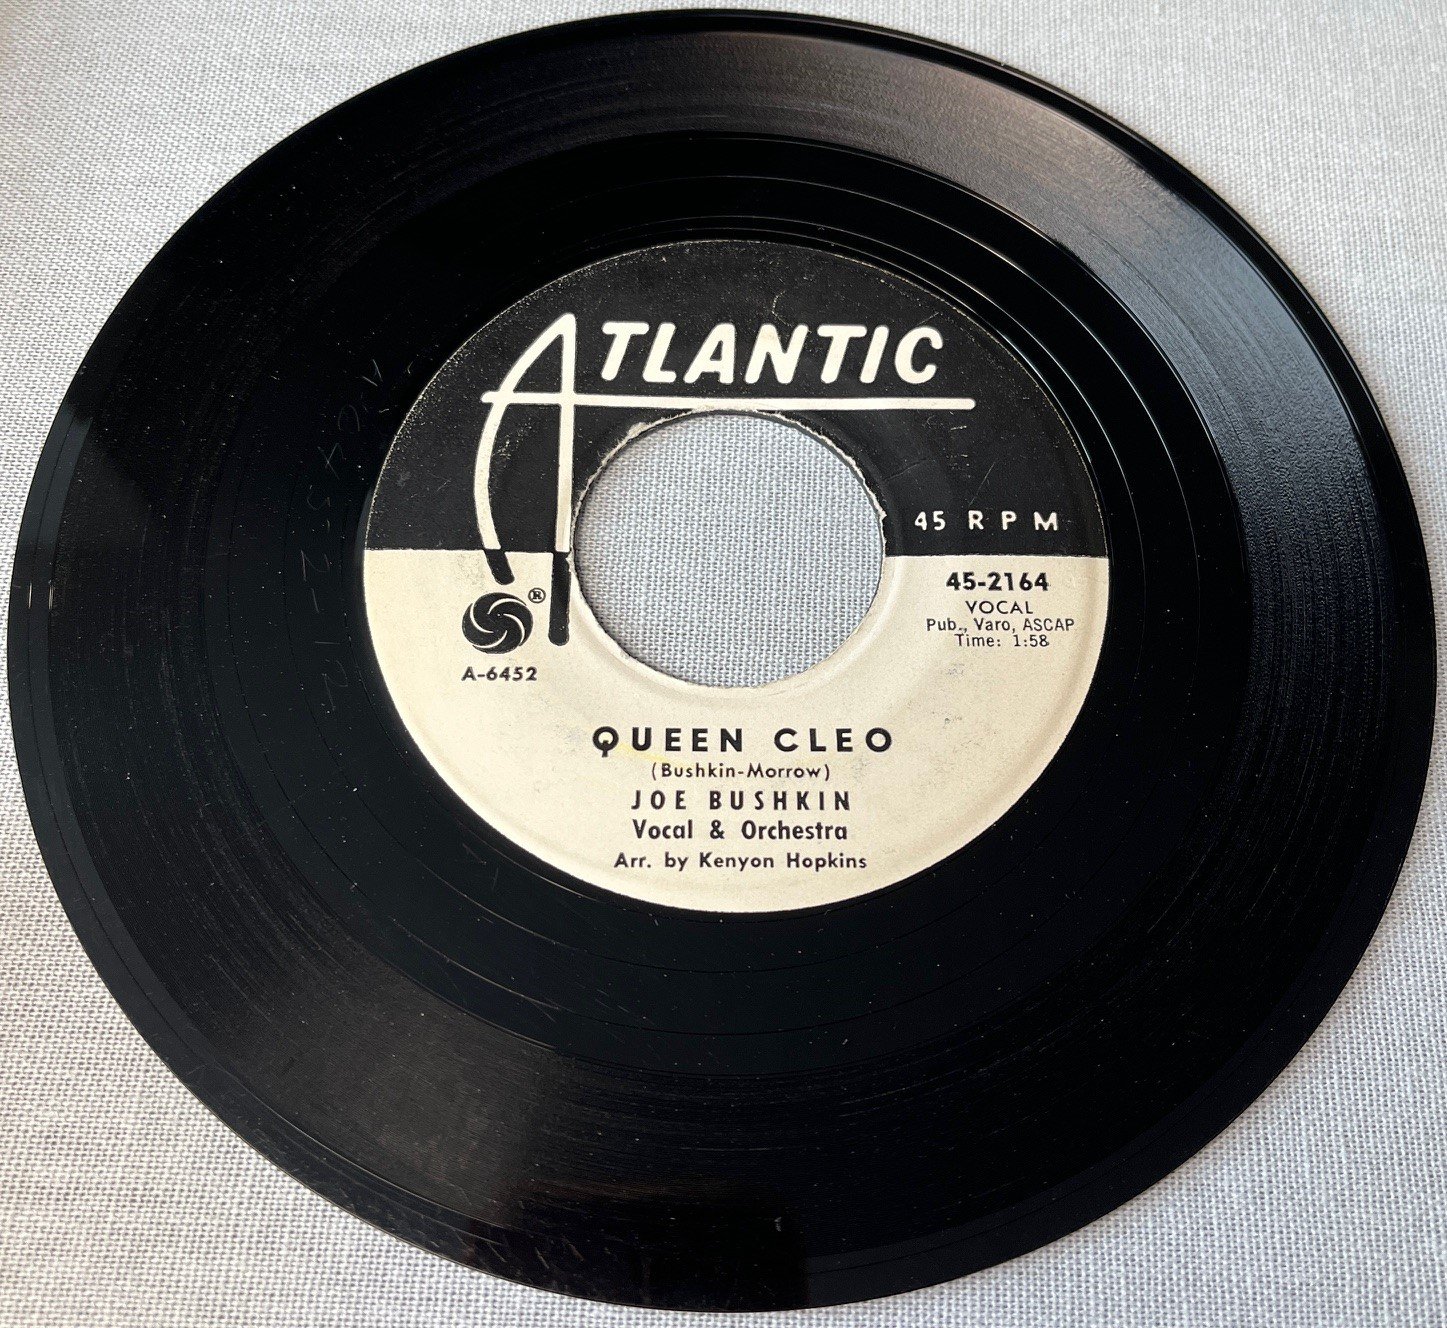 ATLANTIC
45 RPM
®
A-6452
45-2164
VOCAL
Pub., Varo, ASCAP
Time: 1:58
QUEEN CLEO
(Bushkin-Morrow)
JOE BUSHKIN
Vocal & Orchestra
Arr. by Kenyon Hopkins